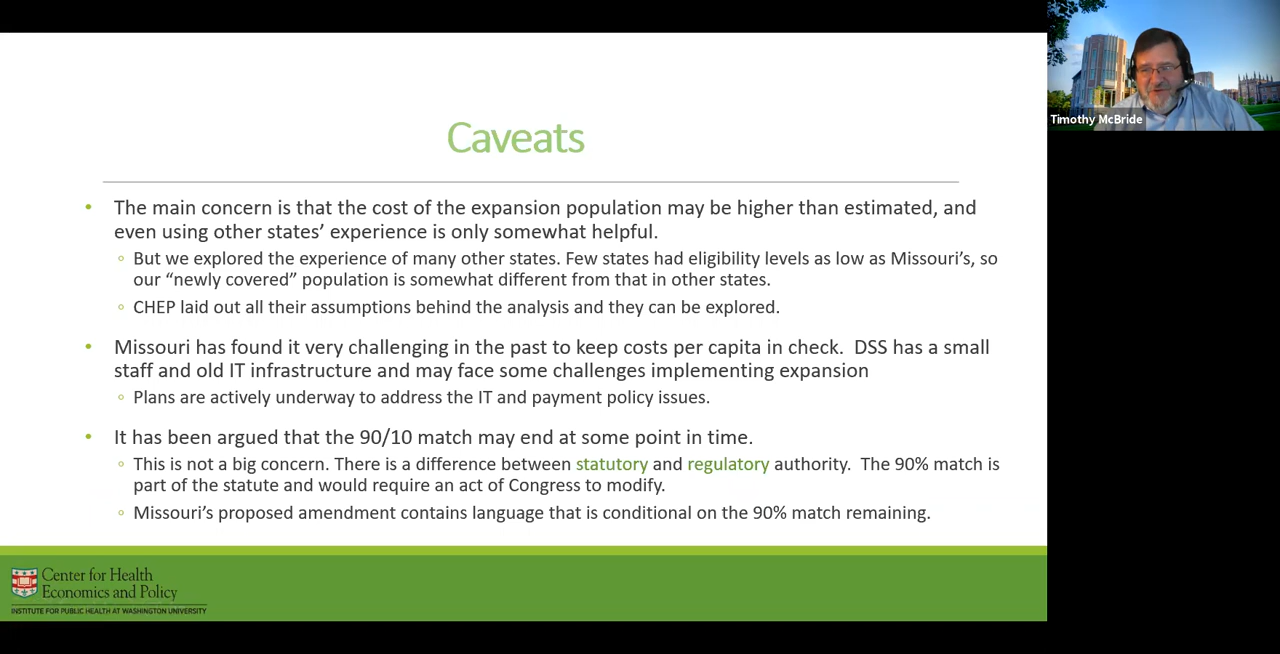 Caveats
• The main concern is that the cost of the expansion population may be higher than estimated, and
even using other states’ experience is only somewhat helpful.
◦ But we explored the experience of many other states. Few states had eligibility levels as low as Missouri’s, so
our “newly covered” population is somewhat different from that in other states.
◦ CHEP laid out all their assumptions behind the analysis and they can be explored.
• Missouri has found it very challenging in the past to keep costs per capita in check. DSS has a small
staff and old IT infrastructure and may face some challenges implementing expansion
◦ Plans are actively underway to address the IT and payment policy issues.
• It has been argued that the 90/10 match may end at some point in time.
◦ This is not a big concern. There is a difference between statutory and regulatory authority. The 90% match is
part of the statute and would require an act of Congress to modify.
◦ Missouri’s proposed amendment contains language that is conditional on the 90% match remaining.
Center for Health
Economics and Policy
INSTITUTE FOR PUBLIC HEALTH AT WASHINGTON UNIVERSITY
Timothy McBride